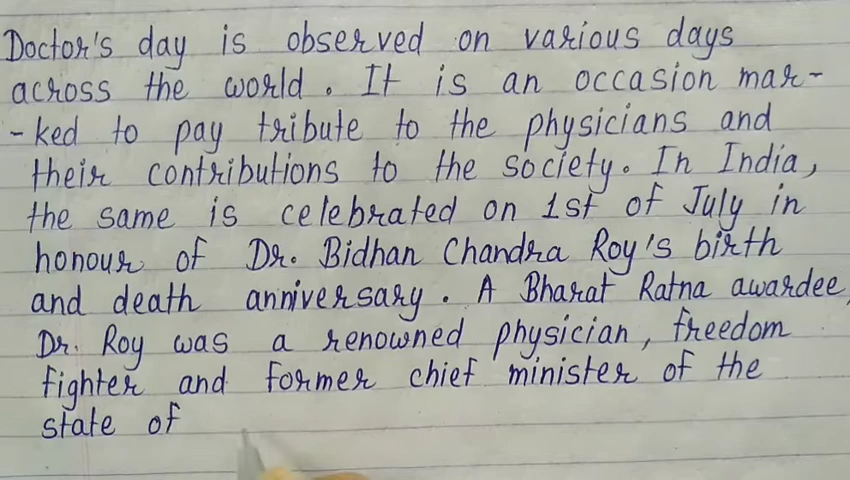 Doctor's day is observed on various days
across the world. It is an occasion mar-
-ked to pay tribute to the physicians and
their contributions to the society. In India,
the same is celebrated on 1st of July in
honour of Dr. Bidhan Chandra Roy's birth
and death anniversary. A Bharat Ratna awardee,
Dr. Roy was a renowned physician, freedom
fighter and former chief minister of the
state of